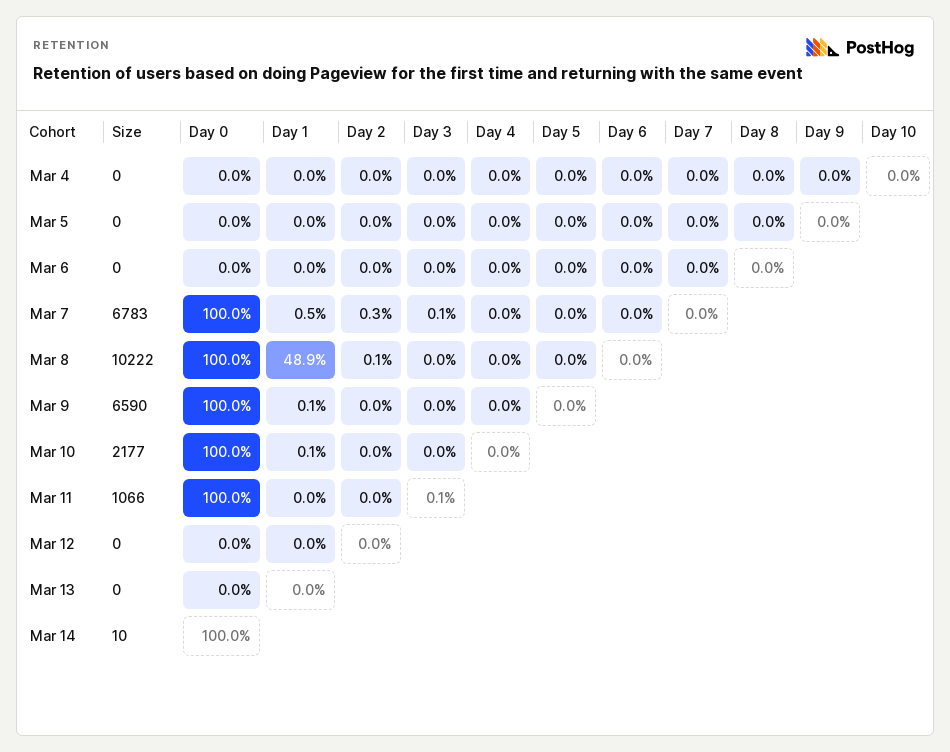 RETENTION
PostHog
Retention of users based on doing Pageview for the first time and returning with the same event
Cohort Size Day 0 Day 1 Day 2 Day 3 Day 4 Day 5 Day 6 Day 7 Day 8 Day 9 Day 10
Mar 4 0 0.0% 0.0% 0.0% 0.0% 0.0% 0.0% 0.0% 0.0% 0.0% 0.0% 0.0%
Mar 5 0 0.0% 0.0% 0.0% 0.0% 0.0% 0.0% 0.0% 0.0% 0.0% 0.0%
Mar 6 0 0.0% 0.0% 0.0% 0.0% 0.0% 0.0% 0.0% 0.0% 0.0%
Mar 7 6783 100.0% 0.5% 0.3% 0.1% 0.0% 0.0% 0.0% 0.0%
Mar 8 10222 100.0% 48.9% 0.1% 0.0% 0.0% 0.0% 0.0%
Mar 9 6590 100.0% 0.1% 0.0% 0.0% 0.0% 0.0%
Mar 10 2177 100.0% 0.1% 0.0% 0.0% 0.0%
Mar 11 1066 100.0% 0.0% 0.0% 0.1%
Mar 12 0 0.0% 0.0% 0.0%
Mar 13 0 0.0% 0.0%
Mar 14 10 100.0%